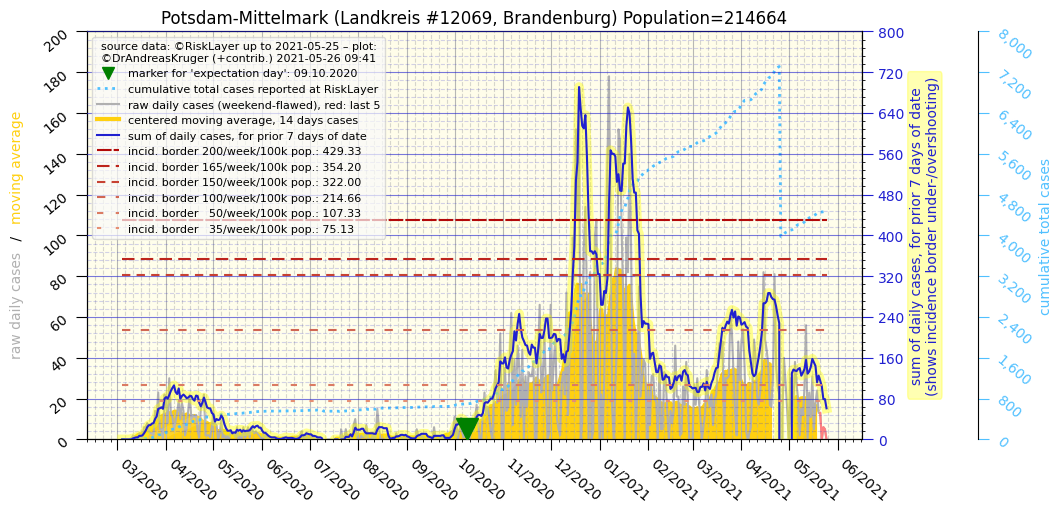 Potsdam-Mittelmark (Landkreis #12069, Brandenburg) Population=214664
source data: ©RiskLayer up to 2021-05-25 – plot:
©DrAndreasKruger (+contrib.) 2021-05-26 09:41
marker for 'expectation day': 09.10.2020
cumulative total cases reported at RiskLayer
raw daily cases (weekend-flawed), red: last 5
centered moving average, 14 days cases
sum of daily cases, for prior 7 days of date
incid. border 200/week/100k pop.: 429.33
incid. border 165/week/100k pop.: 354.20
incid. border 150/week/100k pop.: 322.00
incid. border 100/week/100k pop.: 214.66
incid. border 50/week/100k pop.: 107.33
incid. border 35/week/100k pop.: 75.13
raw daily cases / moving average
200
180
160
140
120
100
80
60
40
20
0
03/2020
04/2020
05/2020
06/2020
07/2020
08/2020
09/2020
10/2020
11/2020
12/2020
01/2021
02/2021
03/2021
04/2021
05/2021
06/2021
800
720
640
560
480
400
320
240
160
80
0
sum of daily cases, for prior 7 days of date
(shows incidence border under-/overshooting)
8,000
7,200
6,400
5,600
4,800
4,000
3,200
2,400
1,600
800
0
cumulative total cases